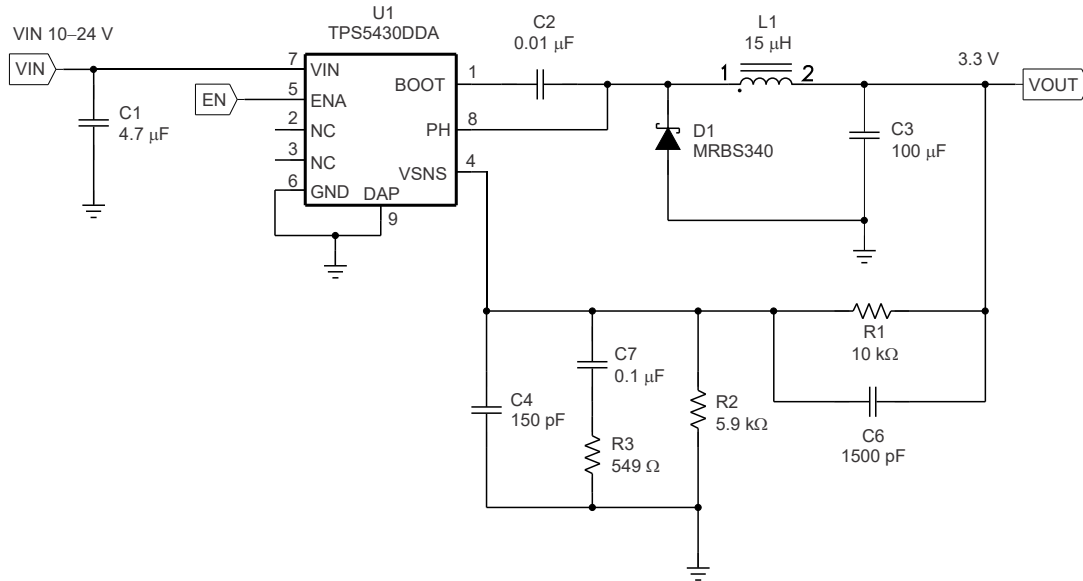 U1
TPS5430DDA
VIN 10–24 V
VIN
C1
4.7 μF
EN
7
5
2
3
6
VIN
ENA
NC
NC
GND
DAP
9
BOOT
PH
VSNS
1
8
4
C2
0.01 μF
L1
15 μH
1
2
D1
MRBS340
C3
100 μF
3.3 V
VOUT
C4
150 pF
C7
0.1 μF
R3
549 Ω
R2
5.9 kΩ
R1
10 kΩ
C6
1500 pF